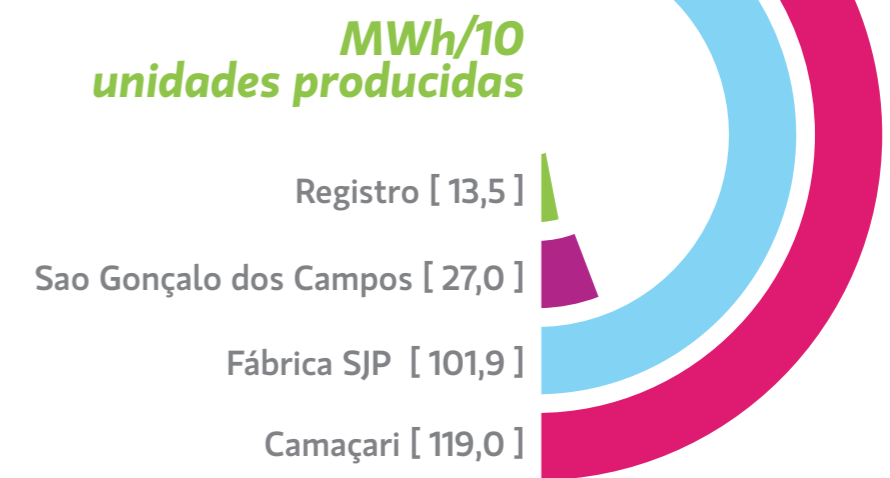 MWh/10
unidades producidas
Registro [ 13,5 ]
Sao Gonçalo dos Campos [ 27,0 ]
Fábrica SJP [ 101,9 ]
Camaçari [ 119,0 ]